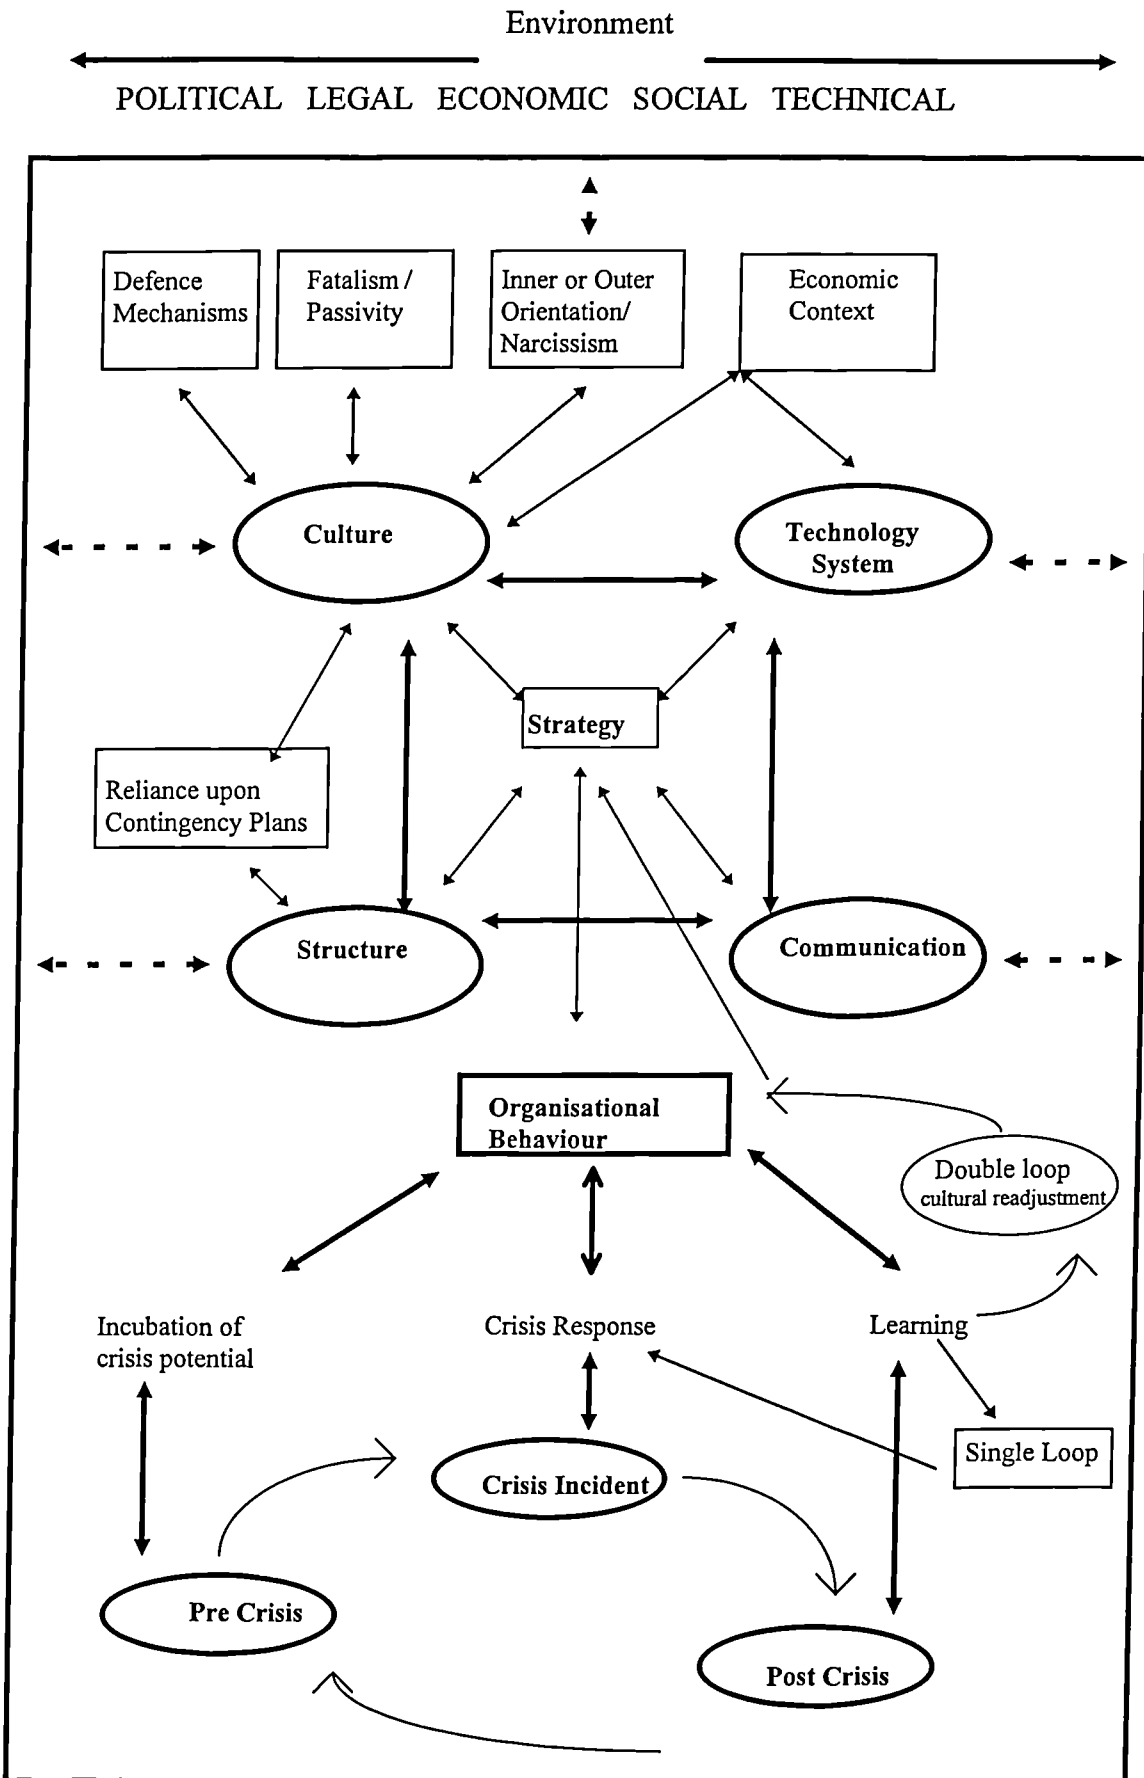 Environment
POLITICAL LEGAL ECONOMIC SOCIAL TECHNICAL
Defence
Mechanisms
Fatalism /
Passivity
Inner or Outer
Orientation/
Narcissism
Economic
Context
Culture
Technology
System
Strategy
Reliance upon
Contingency Plans
Structure
Communication
Organisational
Behaviour
Double loop
cultural readjustment
Incubation of
crisis potential
Crisis Response
Learning
Single Loop
Crisis Incident
Pre Crisis
Post Crisis